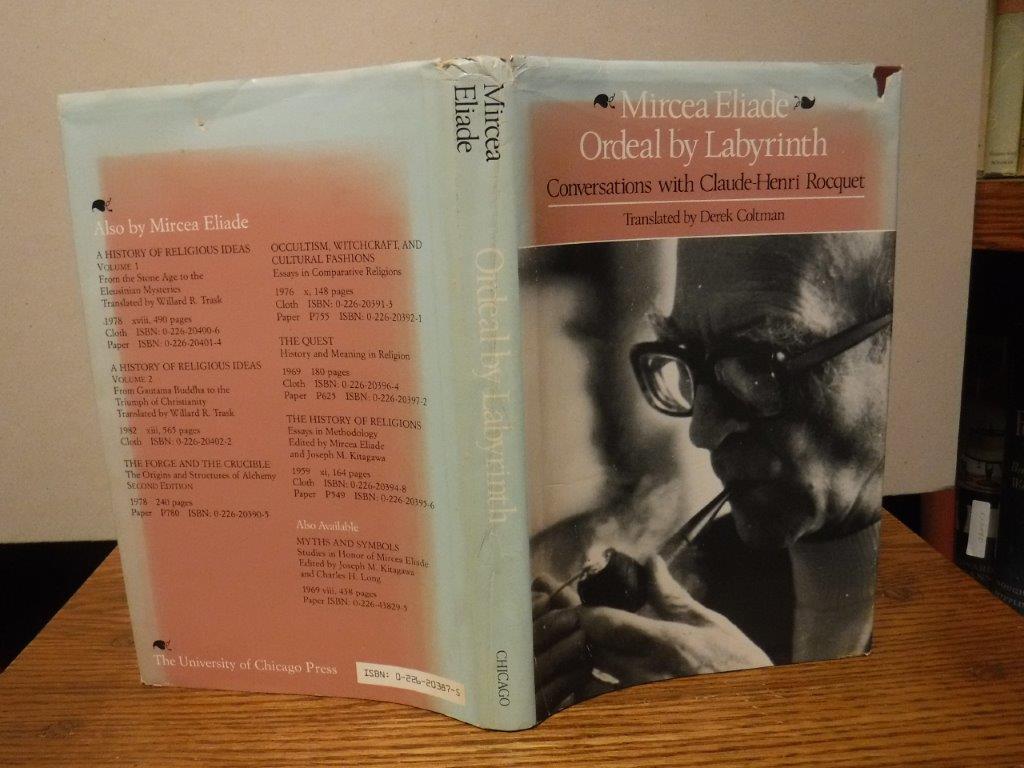 Also by Mircea Eliade
A HISTORY OF RELIGIOUS IDEAS
VOLUME 1
From the Stone Age to the
Eleusinian Mysteries
Translated by Willard R. Trask
1978 xviii, 490 pages
Cloth ISBN: 0-226-20400-6
Paper ISBN: 0-226-20401-4
A HISTORY OF RELIGIOUS IDEAS
VOLUME 2
From Gautama Buddha to the
Triumph of Christianity
Translated by Willard R. Trask
1982 xiii, 565 pages
Cloth ISBN: 0-226-20402-2
THE FORGE AND THE CRUCIBLE
The Origins and Structures of Alchemy
SECOND EDITION
1978 240 pages
Paper P780 ISBN: 0-226-20390-5
OCCULTISM, WITCHCRAFT, AND
CULTURAL FASHIONS
Essays in Comparative Religions
1976 x, 148 pages
Cloth ISBN: 0-226-20391-3
Paper P755 ISBN: 0-226-20392-1
THE QUEST
History and Meaning in Religion
1969 180 pages
Cloth ISBN: 0-226-20396-4
Paper P625 ISBN: 0-226-20397-2
THE HISTORY OF RELIGIONS
Essays in Methodology
Edited by Mircea Eliade
and Joseph M. Kitagawa
1959 xi, 164 pages
Cloth ISBN: 0-226-20394-8
Paper P549 ISBN: 0-226-20395-6
Also Available
MYTHS AND SYMBOLS
Studies in Honor of Mircea Eliade
Edited by Joseph M. Kitagawa
and Charles H. Long
1969 viii, 438 pages
Paper ISBN: 0-226-43829-5
The University of Chicago Press
ISBN: 0-226-20387-5
Mircea
Eliade
Ordeal by Labyrinth
CHICAGO
Mircea Eliade
Ordeal by Labyrinth
Conversations with Claude-Henri Rocquet
Translated by Derek Coltman